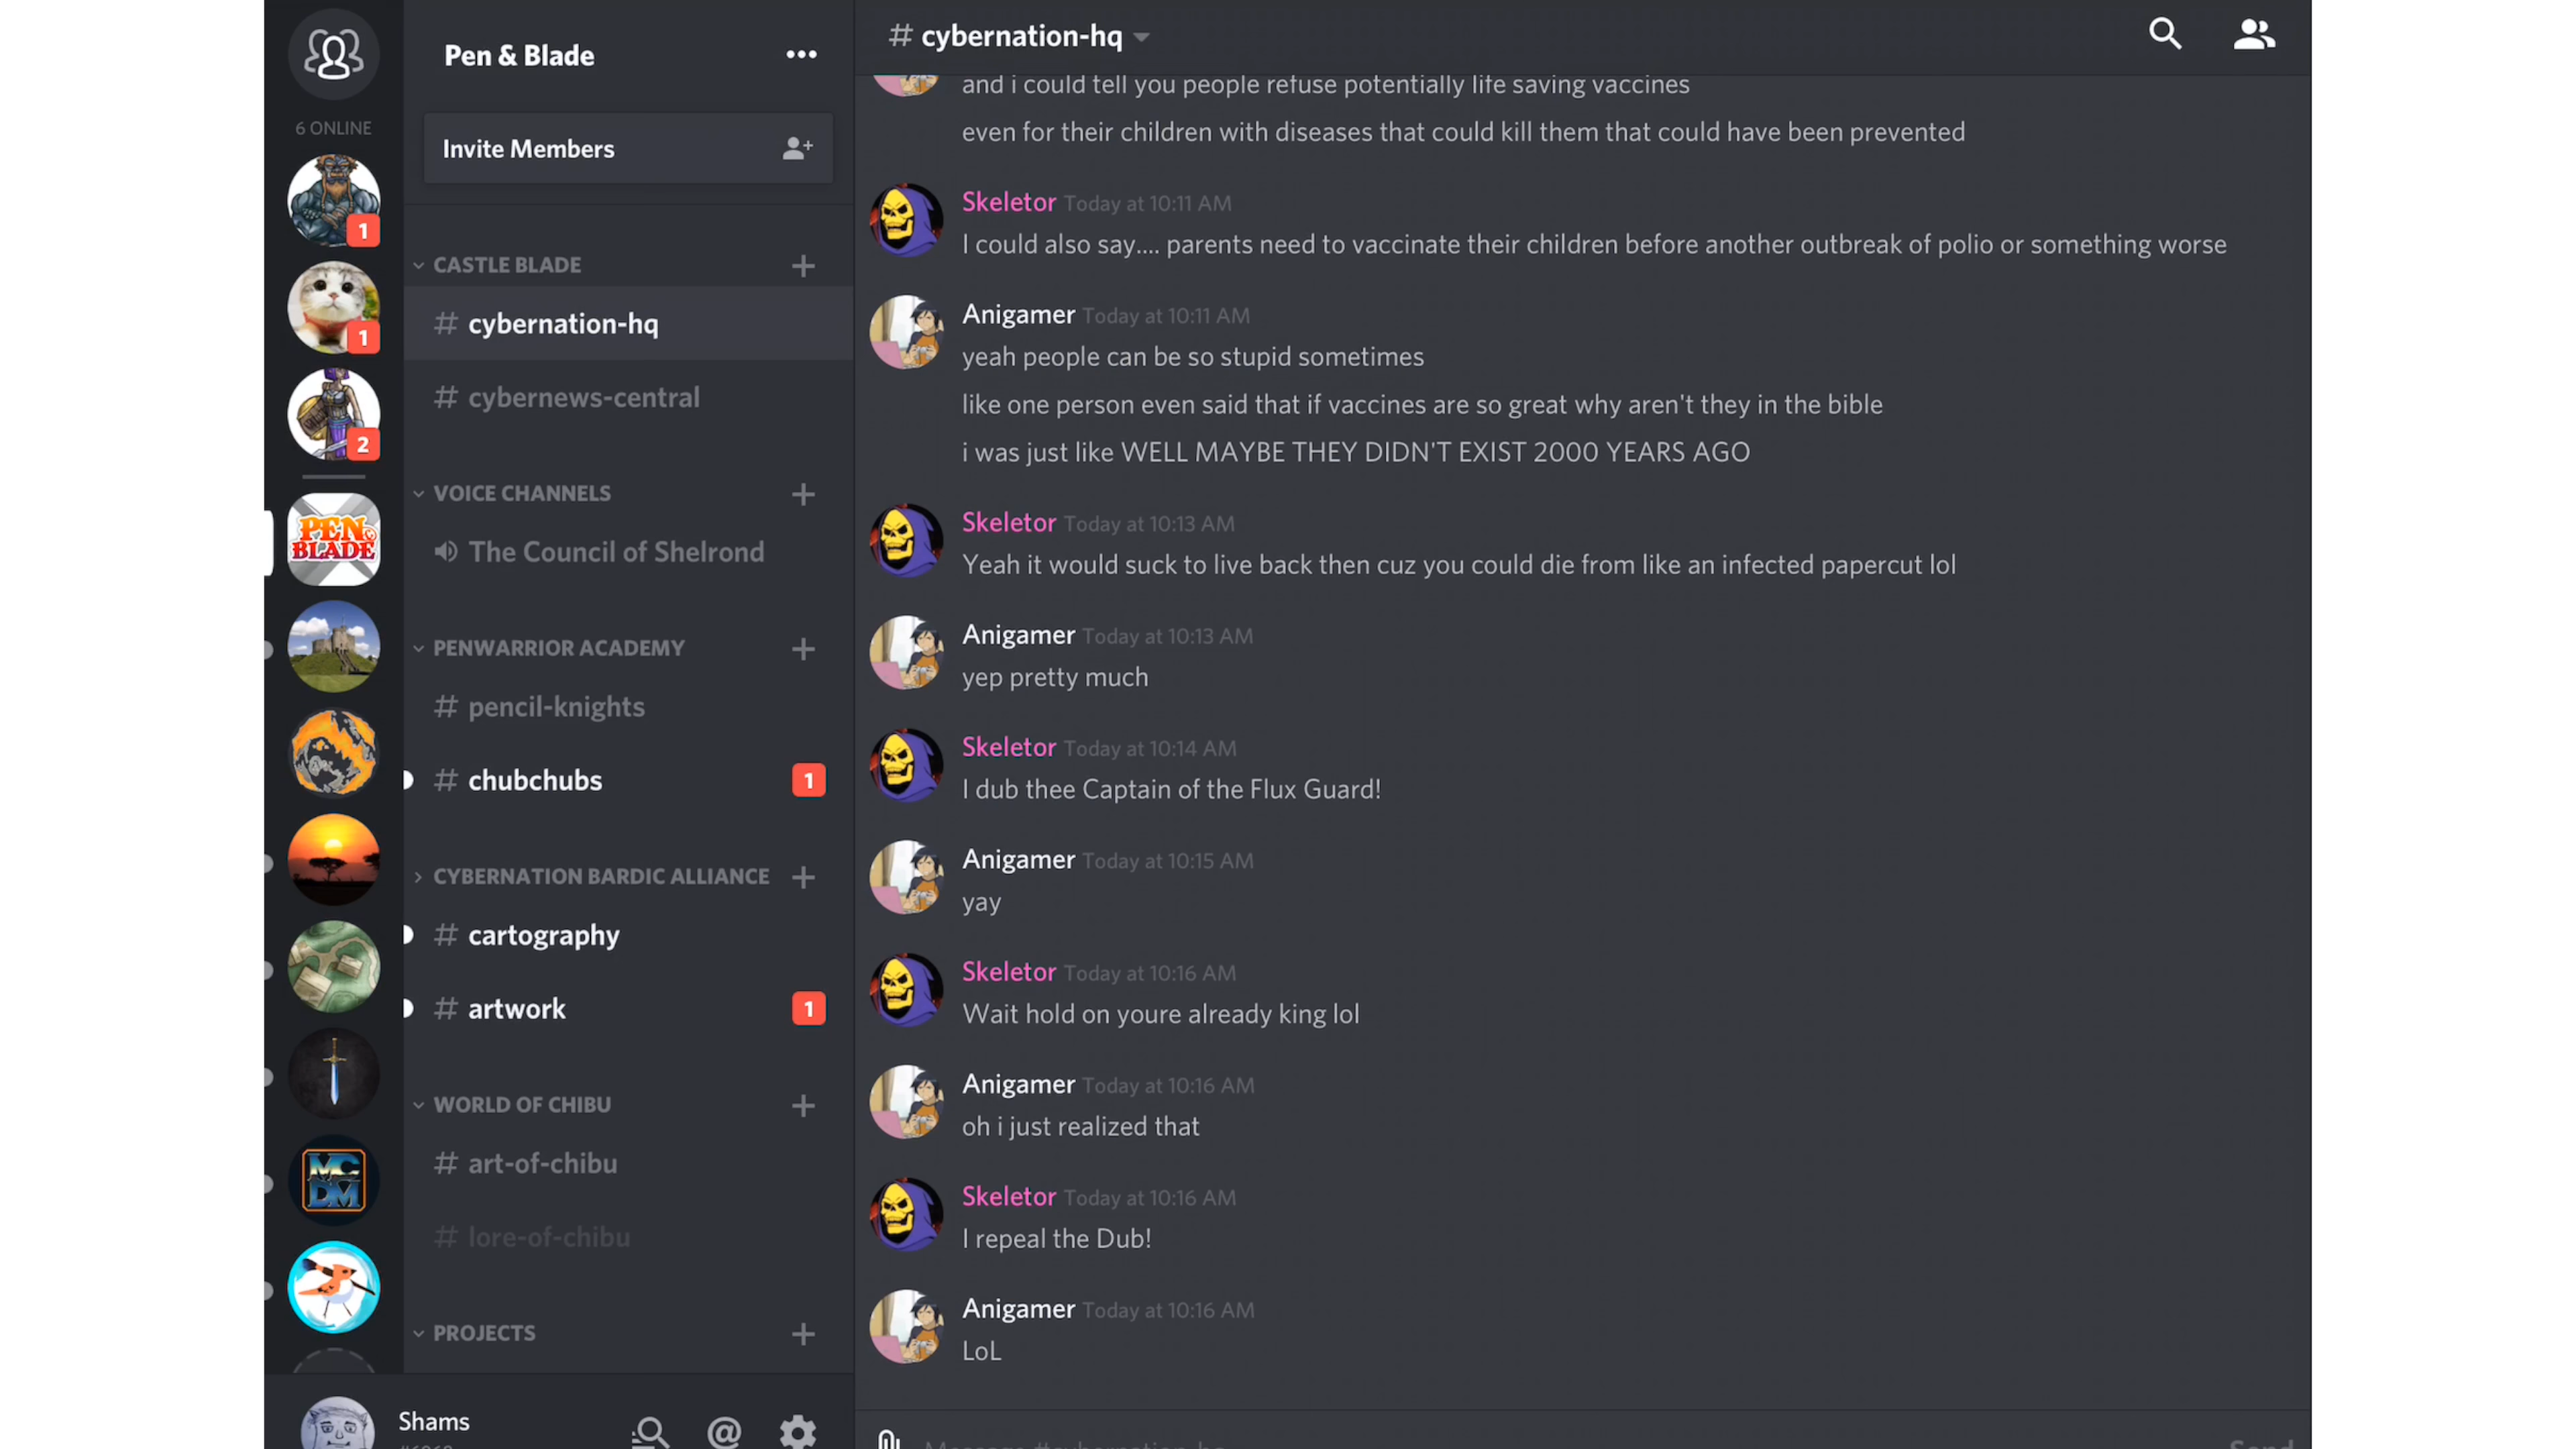 6 ONLINE
1
1
2
PEN &
BLADE
MC
DM
Pen & Blade
Invite Members
CASTLE BLADE
# cybernation-hq
# cybernews-central
VOICE CHANNELS
The Council of Shelrond
PENWARRIOR ACADEMY
# pencil-knights
# chubchubs 1
CYBERNATION BARDIC ALLIANCE
# cartography
# artwork 1
WORLD OF CHIBU
# art-of-chibu
# lore-of-chibu
PROJECTS
Shams
# cybernation-hq
and i could tell you people refuse potentially life saving vaccines
even for their children with diseases that could kill them that could have been prevented
Skeletor Today at 10:11 AM
I could also say.... parents need to vaccinate their children before another outbreak of polio or something worse
Anigamer Today at 10:11 AM
yeah people can be so stupid sometimes
like one person even said that if vaccines are so great why aren't they in the bible
i was just like WELL MAYBE THEY DIDN'T EXIST 2000 YEARS AGO
Skeletor Today at 10:13 AM
Yeah it would suck to live back then cuz you could die from like an infected papercut lol
Anigamer Today at 10:13 AM
yep pretty much
Skeletor Today at 10:14 AM
I dub thee Captain of the Flux Guard!
Anigamer Today at 10:15 AM
yay
Skeletor Today at 10:16 AM
Wait hold on youre already king lol
Anigamer Today at 10:16 AM
oh i just realized that
Skeletor Today at 10:16 AM
I repeal the Dub!
Anigamer Today at 10:16 AM
LoL
Message #cybernation-hq
Send